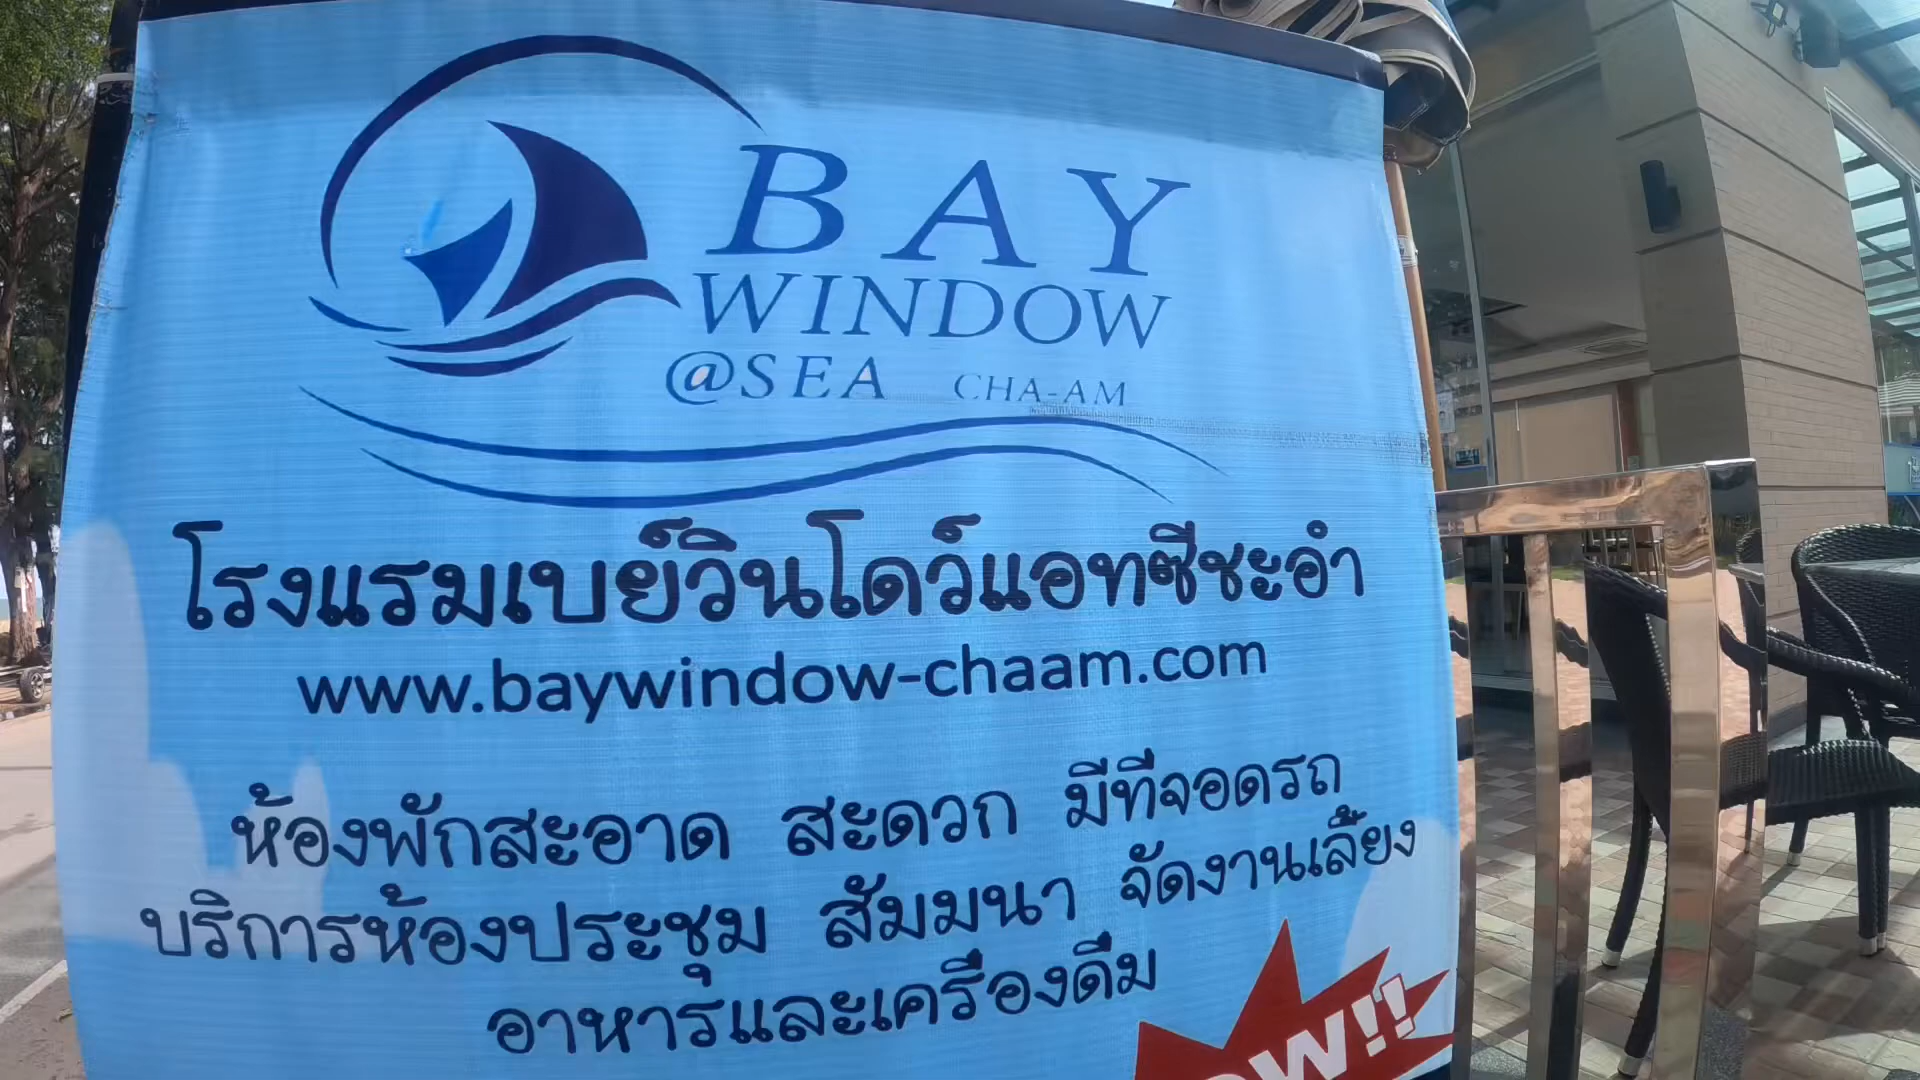 BAY
WINDOW
@SEA CHA-AM
โรงแรมเบย์วินโดว์แอทซีชะอำ
www.baywindow-chaam.com
ห้องพักสะอาด สะดวก มีที่จอดรถ
บริการห้องประชุม สัมมนา จัดงานเลี้ยง
อาหารและเครื่องดื่ม